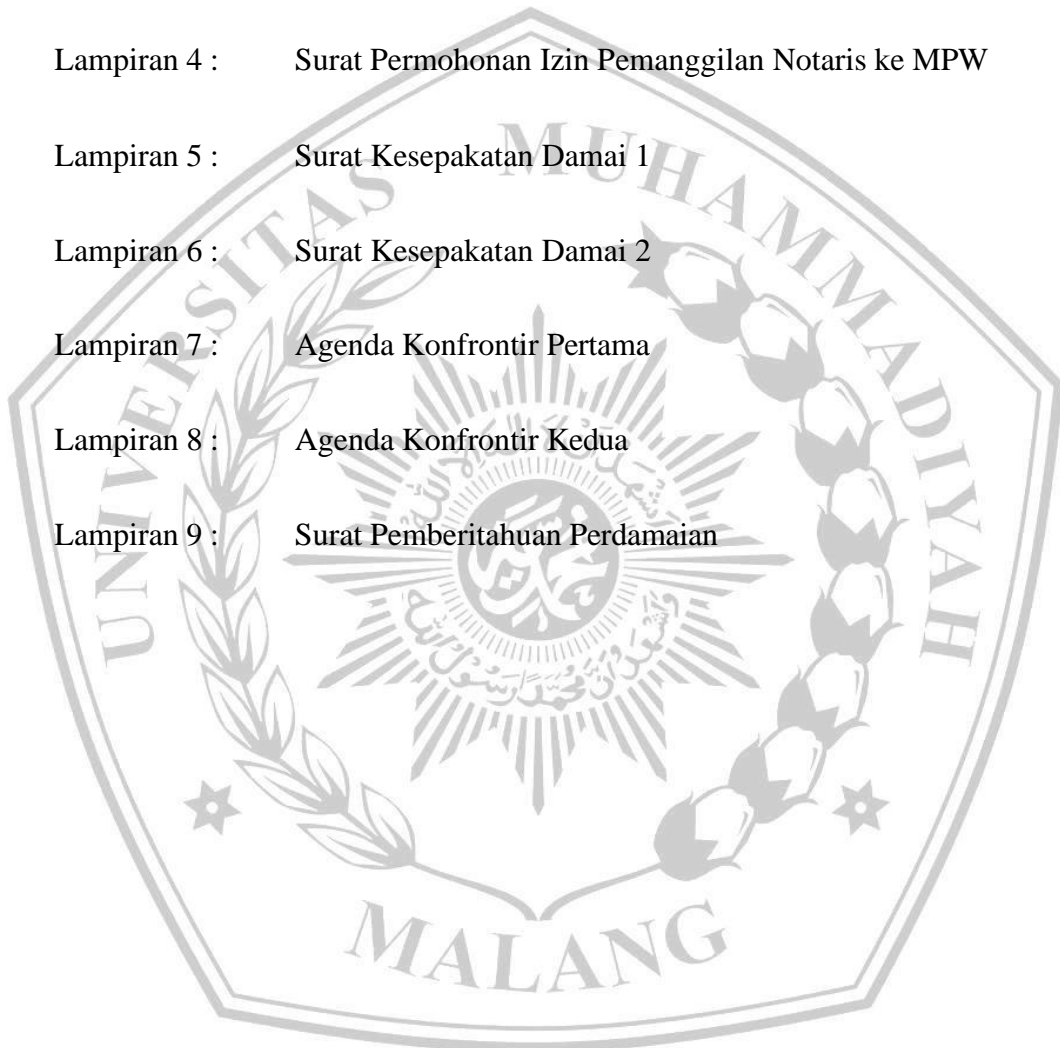 Lampiran 4 : Surat Permohonan Izin Pemanggilan Notaris ke MPW
Lampiran 5 : Surat Kesepakatan Damai 1
Lampiran 6 : Surat Kesepakatan Damai 2
Lampiran 7 : Agenda Konfrontir Pertama
Lampiran 8 : Agenda Konfrontir Kedua
Lampiran 9 : Surat Pemberitahuan Perdamaian
UNIVERSITAS MUHAMMADIYAH
MALANG